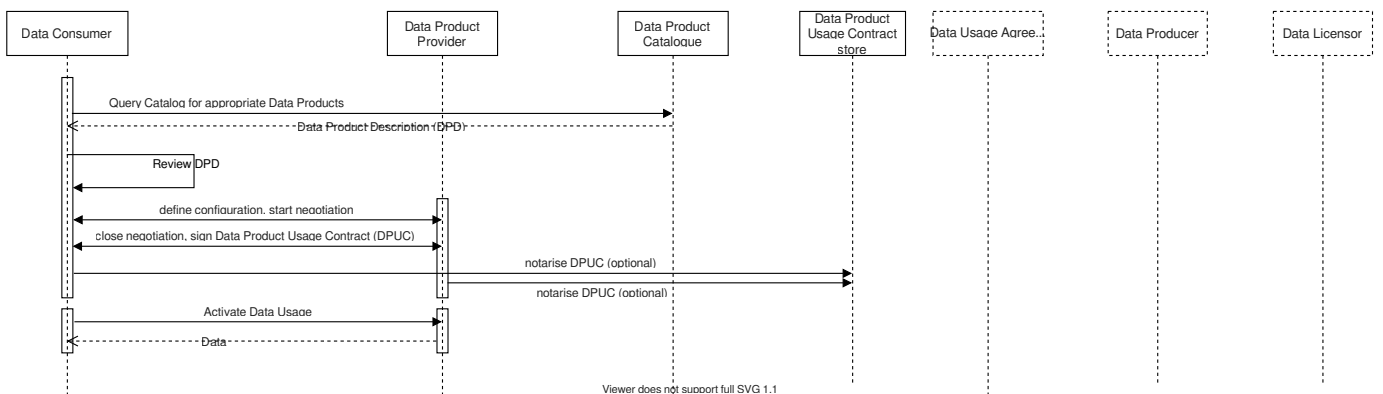 Data Consumer
Data Product
Provider
Data Product
Catalogue
Data Product
Usage Contract
store
Data Usage Agree...
Data Producer
Data Licensor
Query Catalog for appropriate Data Products
Data Product Description (DPD)
Review DPD
define configuration, start negotiation
close negotiation, sign Data Product Usage Contract (DPUC)
notarise DPUC (optional)
notarise DPUC (optional)
Activate Data Usage
Data
Viewer does not support full SVG 1.1